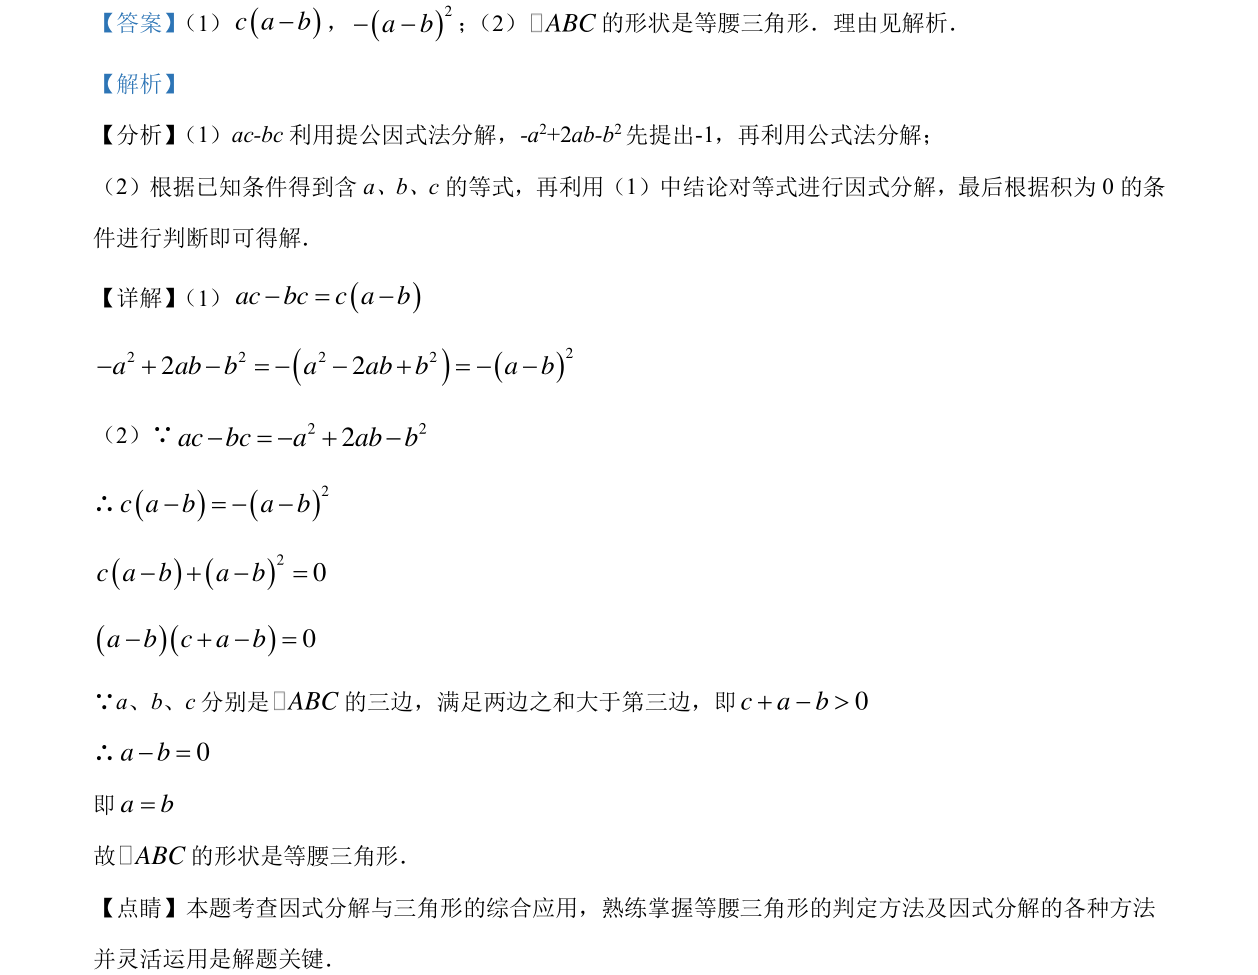 【答案】（1）c(a−b)，−(a−b)²；（2）□ABC 的形状是等腰三角形．理由见解析．
【解析】
【分析】（1）ac-bc 利用提公因式法分解，-a²+2ab-b² 先提出-1，再利用公式法分解；
（2）根据已知条件得到含 a、b、c 的等式，再利用（1）中结论对等式进行因式分解，最后根据积为 0 的条
件进行判断即可得解．
【详解】（1）ac−bc=c(a−b)
−a²+2ab−b²=−(a²−2ab+b²)=−(a−b)²
（2）∵ac−bc=−a²+2ab−b²
∴c(a−b)=−(a−b)²
c(a−b)+(a−b)²=0
(a−b)(c+a−b)=0
∵a、b、c 分别是□ABC 的三边，满足两边之和大于第三边，即 c+a−b>0
∴a−b=0
即 a=b
故□ABC 的形状是等腰三角形．
【点睛】本题考查因式分解与三角形的综合应用，熟练掌握等腰三角形的判定方法及因式分解的各种方法
并灵活运用是解题关键．